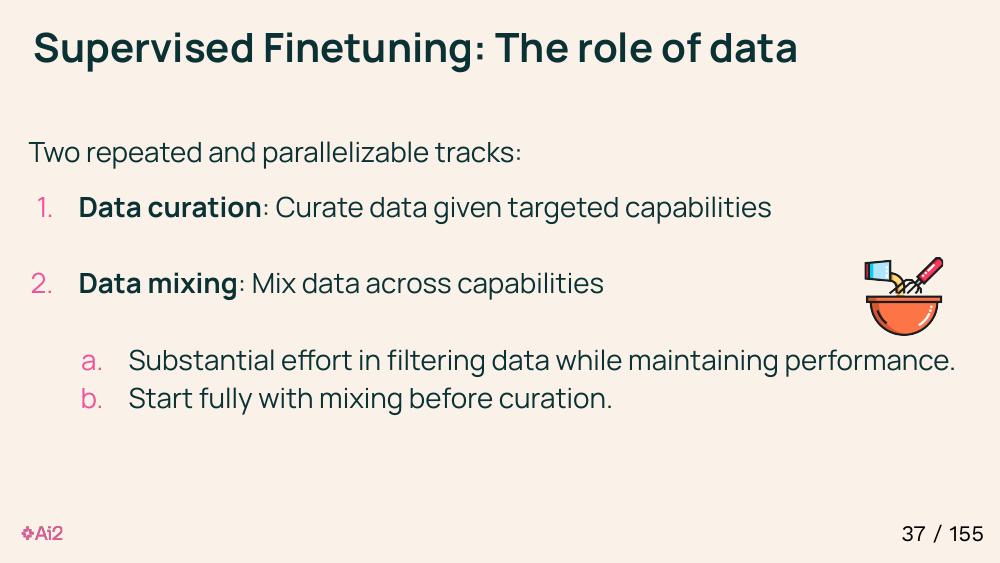 Supervised Finetuning: The role of data
Two repeated and parallelizable tracks:
1. Data curation: Curate data given targeted capabilities
2. Data mixing: Mix data across capabilities
a. Substantial effort in filtering data while maintaining performance.
b. Start fully with mixing before curation.
Ai2
37 / 155